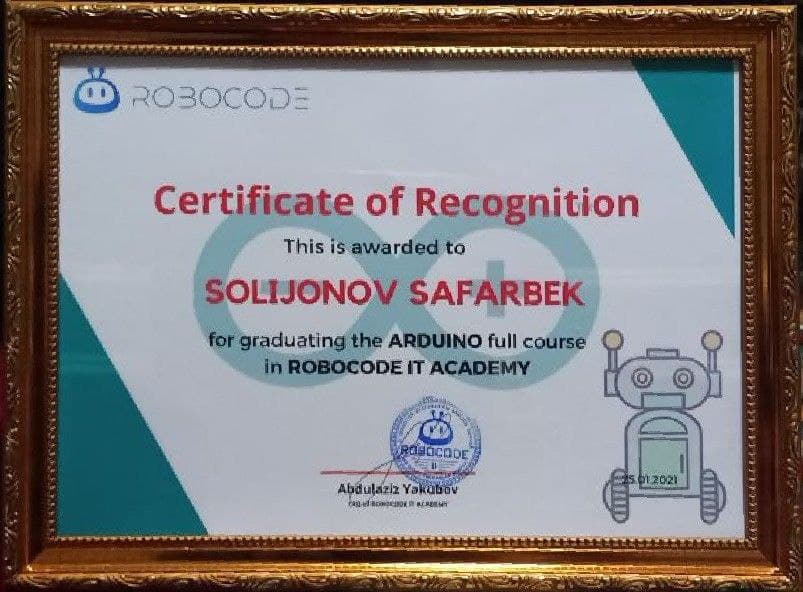 ROBOCODE
Certificate of Recognition
This is awarded to
SOLIJONOV SAFARBEK
for graduating the ARDUINO full course
in ROBOCODE IT ACADEMY
ROBOCODE
Abdulaziz Yakubov
CEO of ROBOCODE IT ACADEMY
25.01.2021